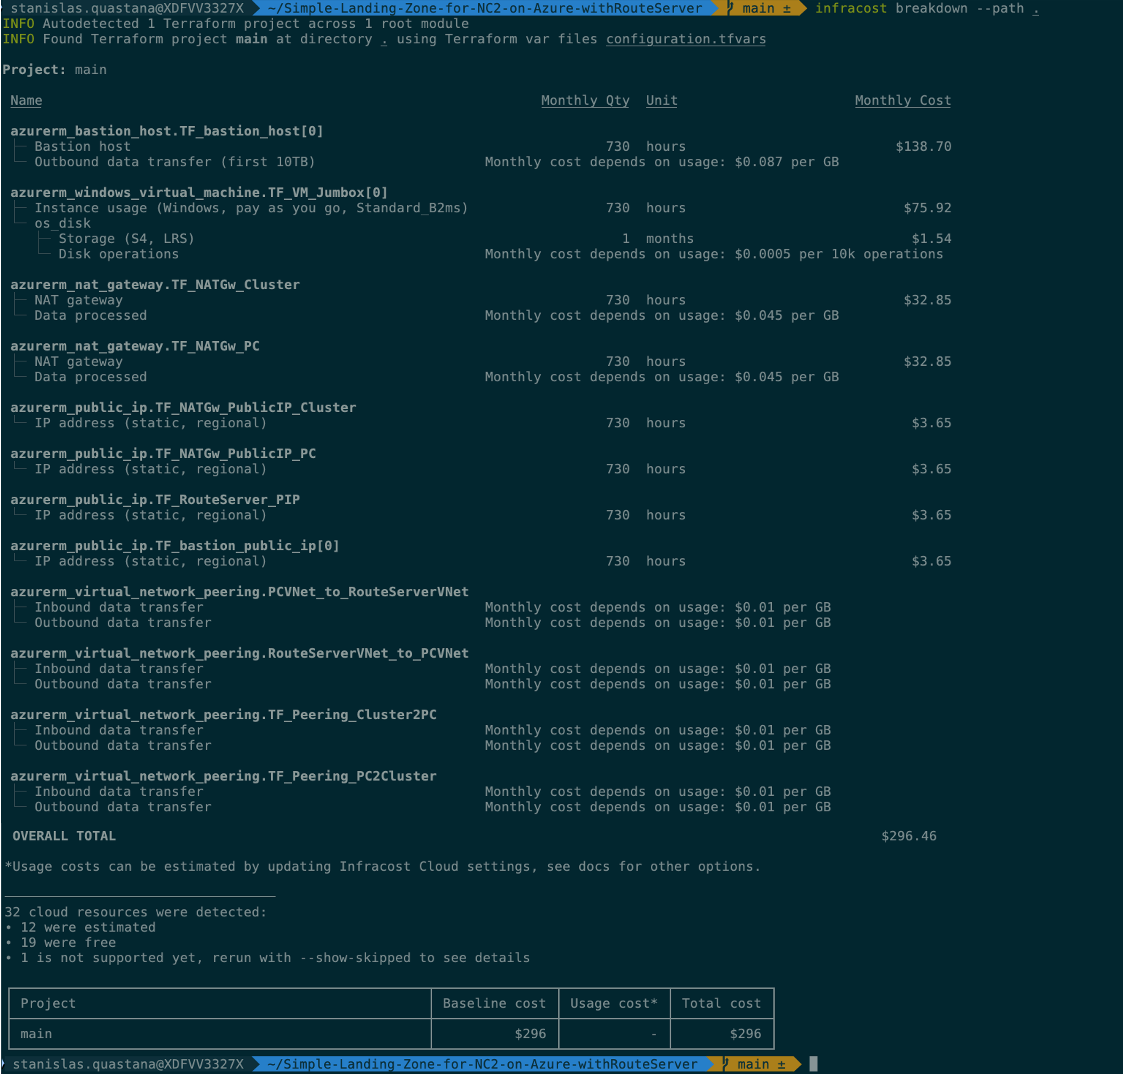 stanislas.quastana@XDFVV3327X ~/Simple-Landing-Zone-for-NC2-on-Azure-withRouteServer main ± infracost breakdown --path .
INFO Autodetected 1 Terraform project across 1 root module
INFO Found Terraform project main at directory . using Terraform var files configuration.tfvars
Project: main
Name Monthly Qty Unit Monthly Cost
azurerm_bastion_host.TF_bastion_host[0]
├─ Bastion host 730 hours $138.70
└─ Outbound data transfer (first 10TB) Monthly cost depends on usage: $0.087 per GB
azurerm_windows_virtual_machine.TF_VM_Jumbox[0]
├─ Instance usage (Windows, pay as you go, Standard_B2ms) 730 hours $75.92
└─ os_disk
├─ Storage (S4, LRS) 1 months $1.54
└─ Disk operations Monthly cost depends on usage: $0.0005 per 10k operations
azurerm_nat_gateway.TF_NATGw_Cluster
├─ NAT gateway 730 hours $32.85
└─ Data processed Monthly cost depends on usage: $0.045 per GB
azurerm_nat_gateway.TF_NATGw_PC
├─ NAT gateway 730 hours $32.85
└─ Data processed Monthly cost depends on usage: $0.045 per GB
azurerm_public_ip.TF_NATGw_PublicIP_Cluster
└─ IP address (static, regional) 730 hours $3.65
azurerm_public_ip.TF_NATGw_PublicIP_PC
└─ IP address (static, regional) 730 hours $3.65
azurerm_public_ip.TF_RouteServer_PIP
└─ IP address (static, regional) 730 hours $3.65
azurerm_public_ip.TF_bastion_public_ip[0]
└─ IP address (static, regional) 730 hours $3.65
azurerm_virtual_network_peering.PCVNet_to_RouteServerVNet
├─ Inbound data transfer Monthly cost depends on usage: $0.01 per GB
└─ Outbound data transfer Monthly cost depends on usage: $0.01 per GB
azurerm_virtual_network_peering.RouteServerVNet_to_PCVNet
├─ Inbound data transfer Monthly cost depends on usage: $0.01 per GB
└─ Outbound data transfer Monthly cost depends on usage: $0.01 per GB
azurerm_virtual_network_peering.TF_Peering_Cluster2PC
├─ Inbound data transfer Monthly cost depends on usage: $0.01 per GB
└─ Outbound data transfer Monthly cost depends on usage: $0.01 per GB
azurerm_virtual_network_peering.TF_Peering_PC2Cluster
├─ Inbound data transfer Monthly cost depends on usage: $0.01 per GB
└─ Outbound data transfer Monthly cost depends on usage: $0.01 per GB
OVERALL TOTAL $296.46
*Usage costs can be estimated by updating Infracost Cloud settings, see docs for other options.
32 cloud resources were detected:
• 12 were estimated
• 19 were free
• 1 is not supported yet, rerun with --show-skipped to see details
Project Baseline cost Usage cost* Total cost
main $296 - $296
stanislas.quastana@XDFVV3327X ~/Simple-Landing-Zone-for-NC2-on-Azure-withRouteServer main ±